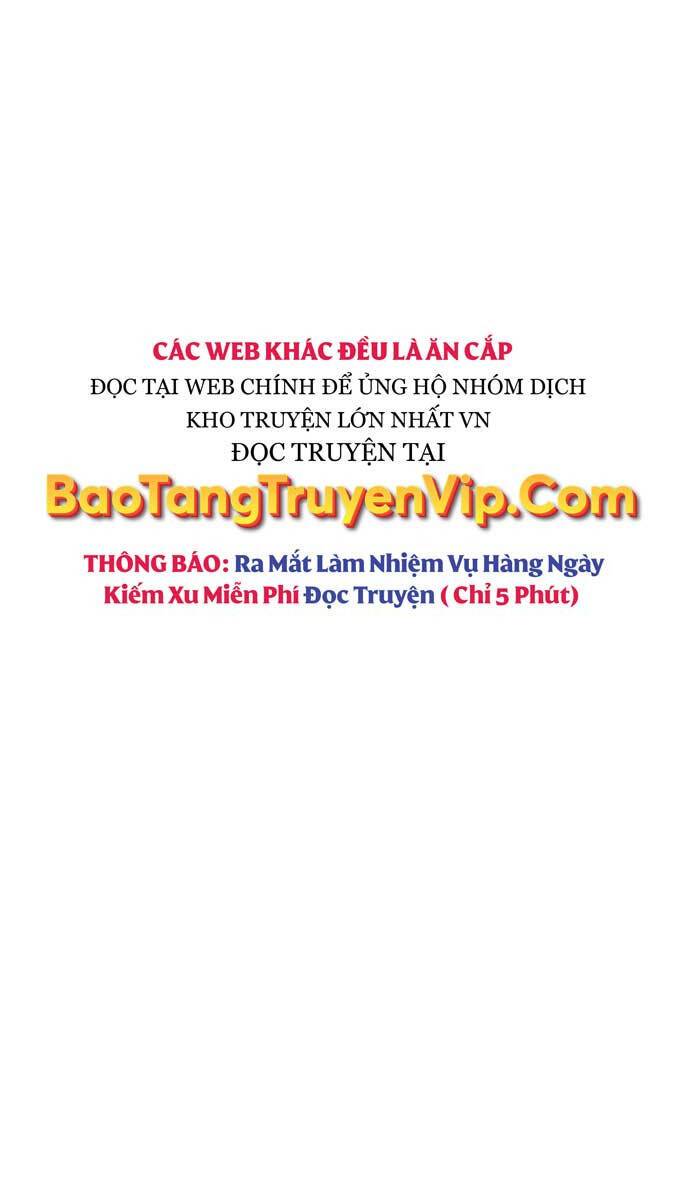 CÁC WEB KHÁC ĐỀU LÀ ĂN CẮP
ĐỌC TẠI WEB CHÍNH ĐỂ ỦNG HỘ NHÓM DỊCH
KHO TRUYỆN LỚN NHẤT VN
ĐỌC TRUYỆN TẠI
BaoTangTruyenVip.Com
THÔNG BÁO: Ra Mắt Làm Nhiệm Vụ Hàng Ngày
Kiếm Xu Miễn Phí Đọc Truyện ( Chỉ 5 Phút)